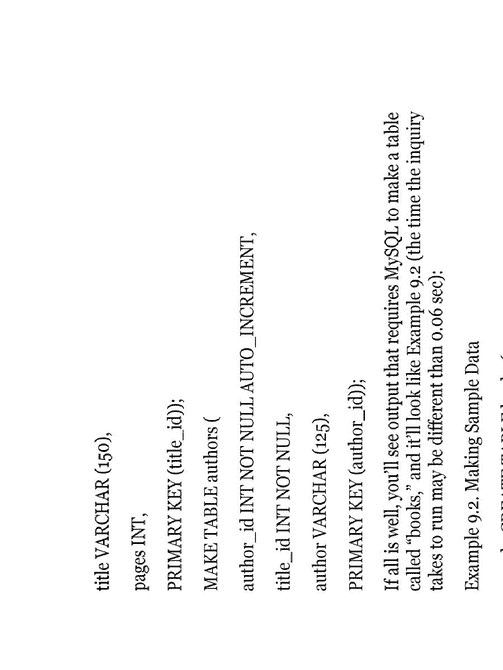 title VARCHAR (150),
pages INT,
PRIMARY KEY (title_id));
MAKE TABLE authors (
author_id INT NOT NULL AUTO_INCREMENT,
title_id INT NOT NULL,
author VARCHAR (125),
PRIMARY KEY (author_id));
If all is well, you'll see output that requires MySQL to make a table
called “books,” and it'll look like Example 9.2 (the time the inquiry
takes to run may be different than 0.06 sec):
Example 9.2. Making Sample Data